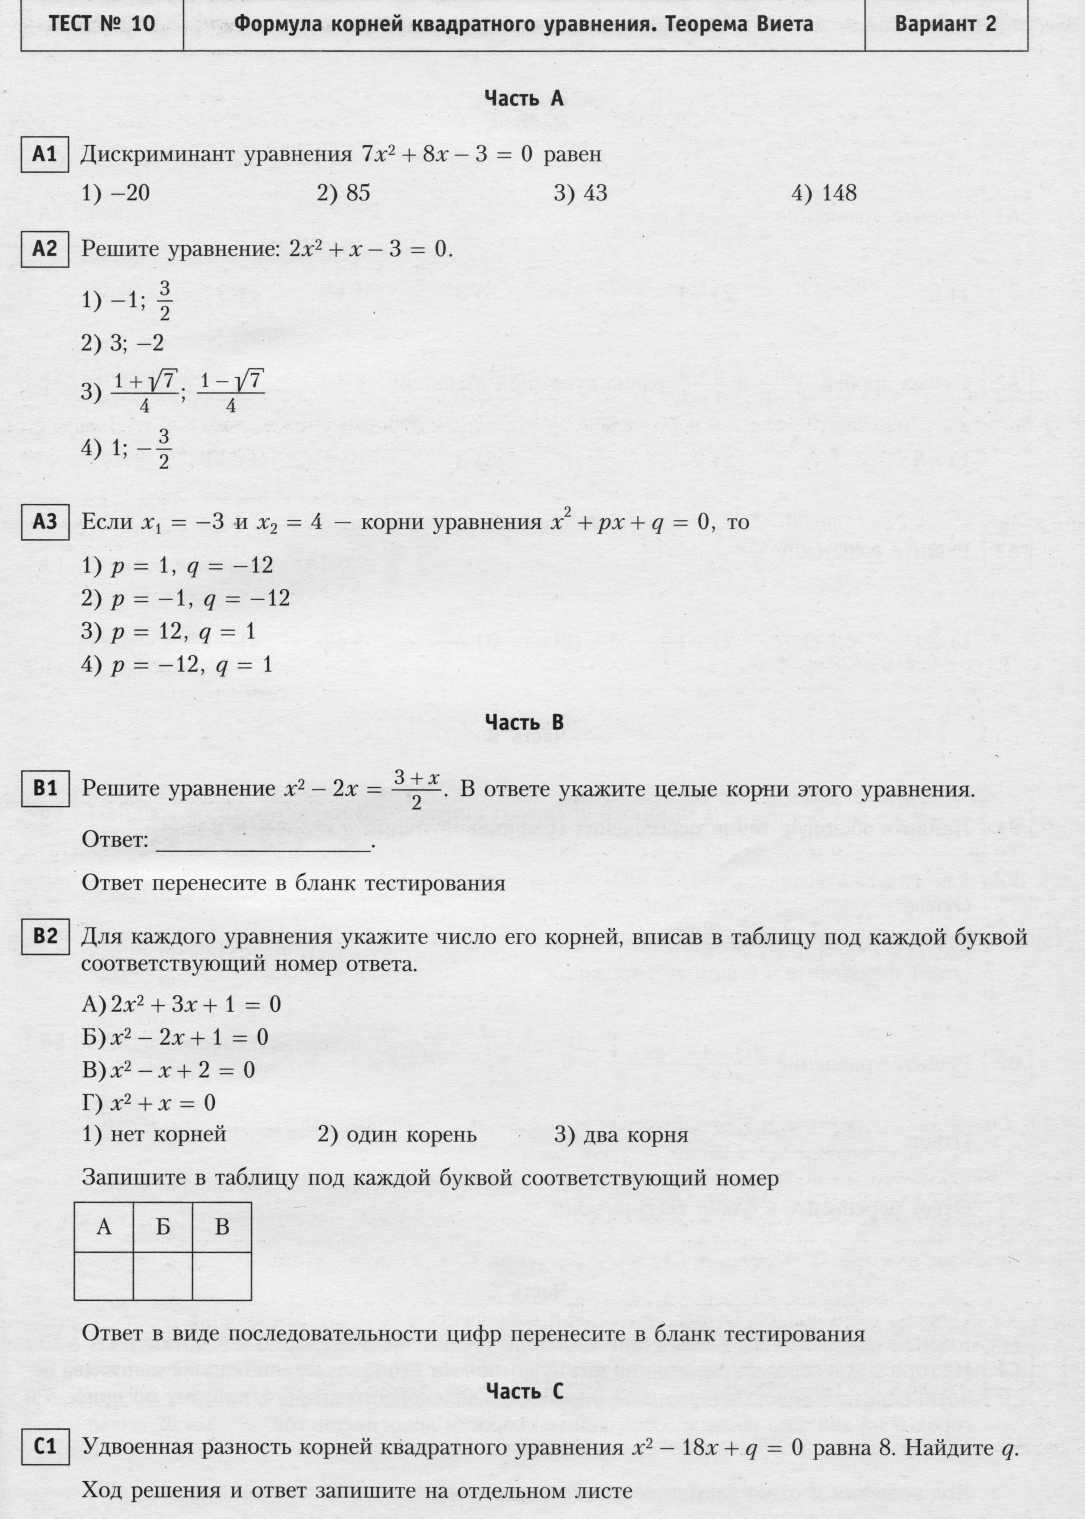 ТЕСТ № 10 Формула корней квадратного уравнения. Теорема Виета Вариант 2
Часть А
А1 Дискриминант уравнения 7x² + 8x − 3 = 0 равен
1) −20 2) 85 3) 43 4) 148
А2 Решите уравнение: 2x² + x − 3 = 0.
1) −1; 3/2
2) 3; −2
3) (1 + √7)/4; (1 − √7)/4
4) 1; −3/2
А3 Если x₁ = −3 и x₂ = 4 — корни уравнения x² + px + q = 0, то
1) p = 1, q = −12
2) p = −1, q = −12
3) p = 12, q = 1
4) p = −12, q = 1
Часть В
В1 Решите уравнение x² − 2x = (3 + x)/2. В ответе укажите целые корни этого уравнения.
Ответ: ____________________.
Ответ перенесите в бланк тестирования
В2 Для каждого уравнения укажите число его корней, вписав в таблицу под каждой буквой
соответствующий номер ответа.
А) 2x² + 3x + 1 = 0
Б) x² − 2x + 1 = 0
В) x² − x + 2 = 0
Г) x² + x = 0
1) нет корней 2) один корень 3) два корня
Запишите в таблицу под каждой буквой соответствующий номер
А Б В
Ответ в виде последовательности цифр перенесите в бланк тестирования
Часть С
С1 Удвоенная разность корней квадратного уравнения x² − 18x + q = 0 равна 8. Найдите q.
Ход решения и ответ запишите на отдельном листе